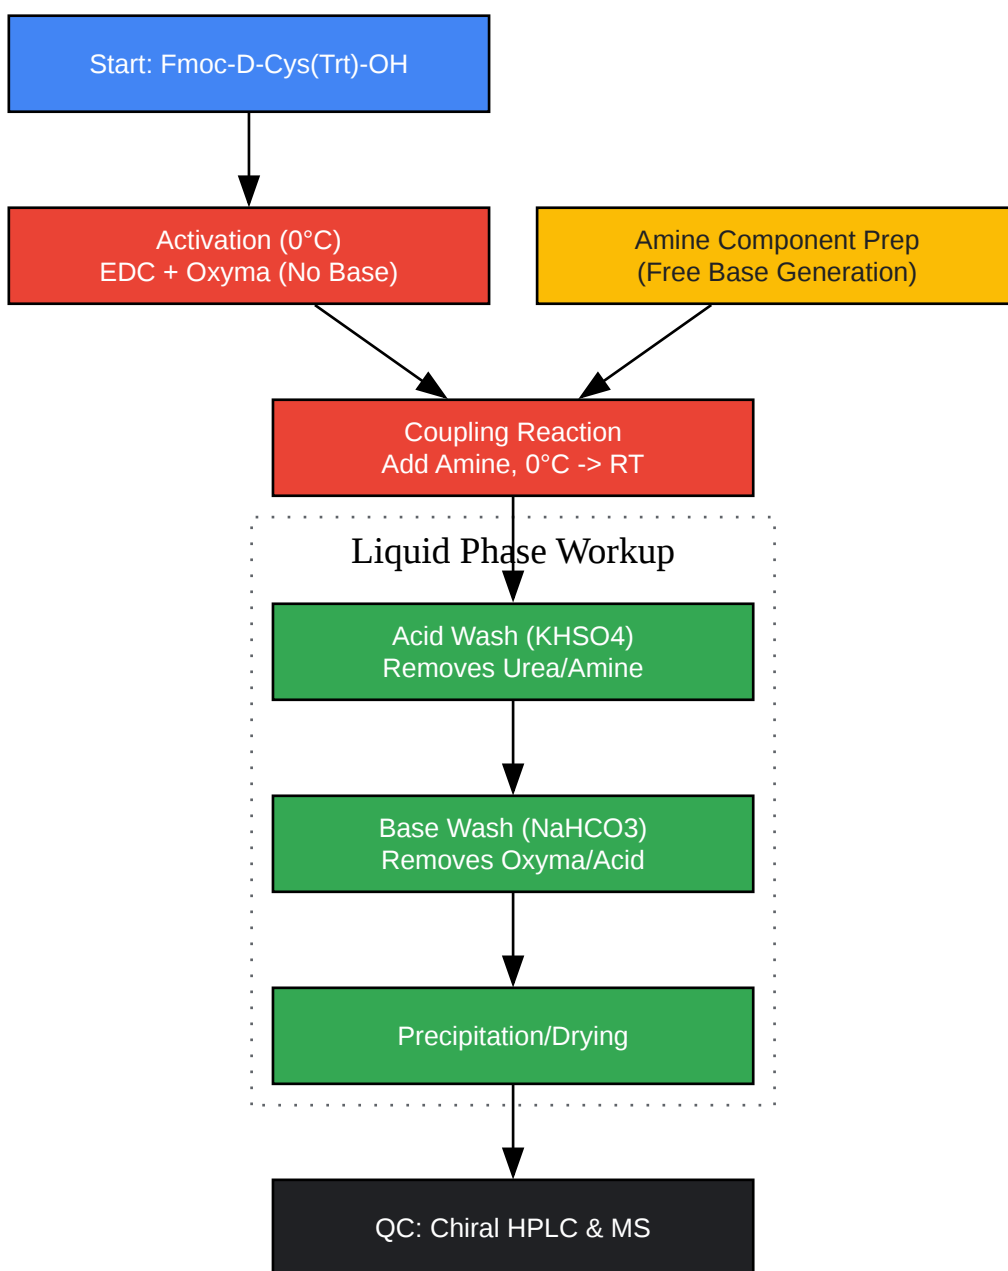 Start: Fmoc-D-Cys(Trt)-OH
Activation (0°C)
EDC + Oxyma (No Base)
Amine Component Prep
(Free Base Generation)
Coupling Reaction
Add Amine, 0°C -> RT
Liquid Phase Workup
Acid Wash (KHSO4)
Removes Urea/Amine
Base Wash (NaHCO3)
Removes Oxyma/Acid
Precipitation/Drying
QC: Chiral HPLC & MS